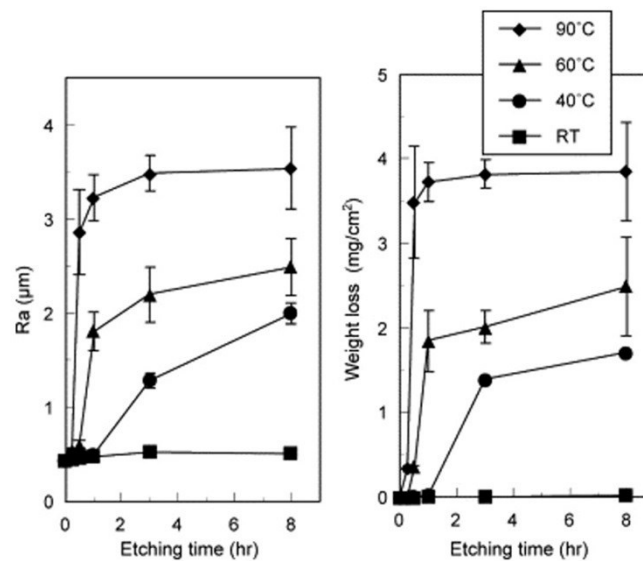 90˚C
60˚C
40˚C
RT
Ra (µm)
4
3
2
1
0
0 2 4 6 8
Etching time (hr)
Weight loss (mg/cm²)
5
4
3
2
1
0
0 2 4 6 8
Etching time (hr)